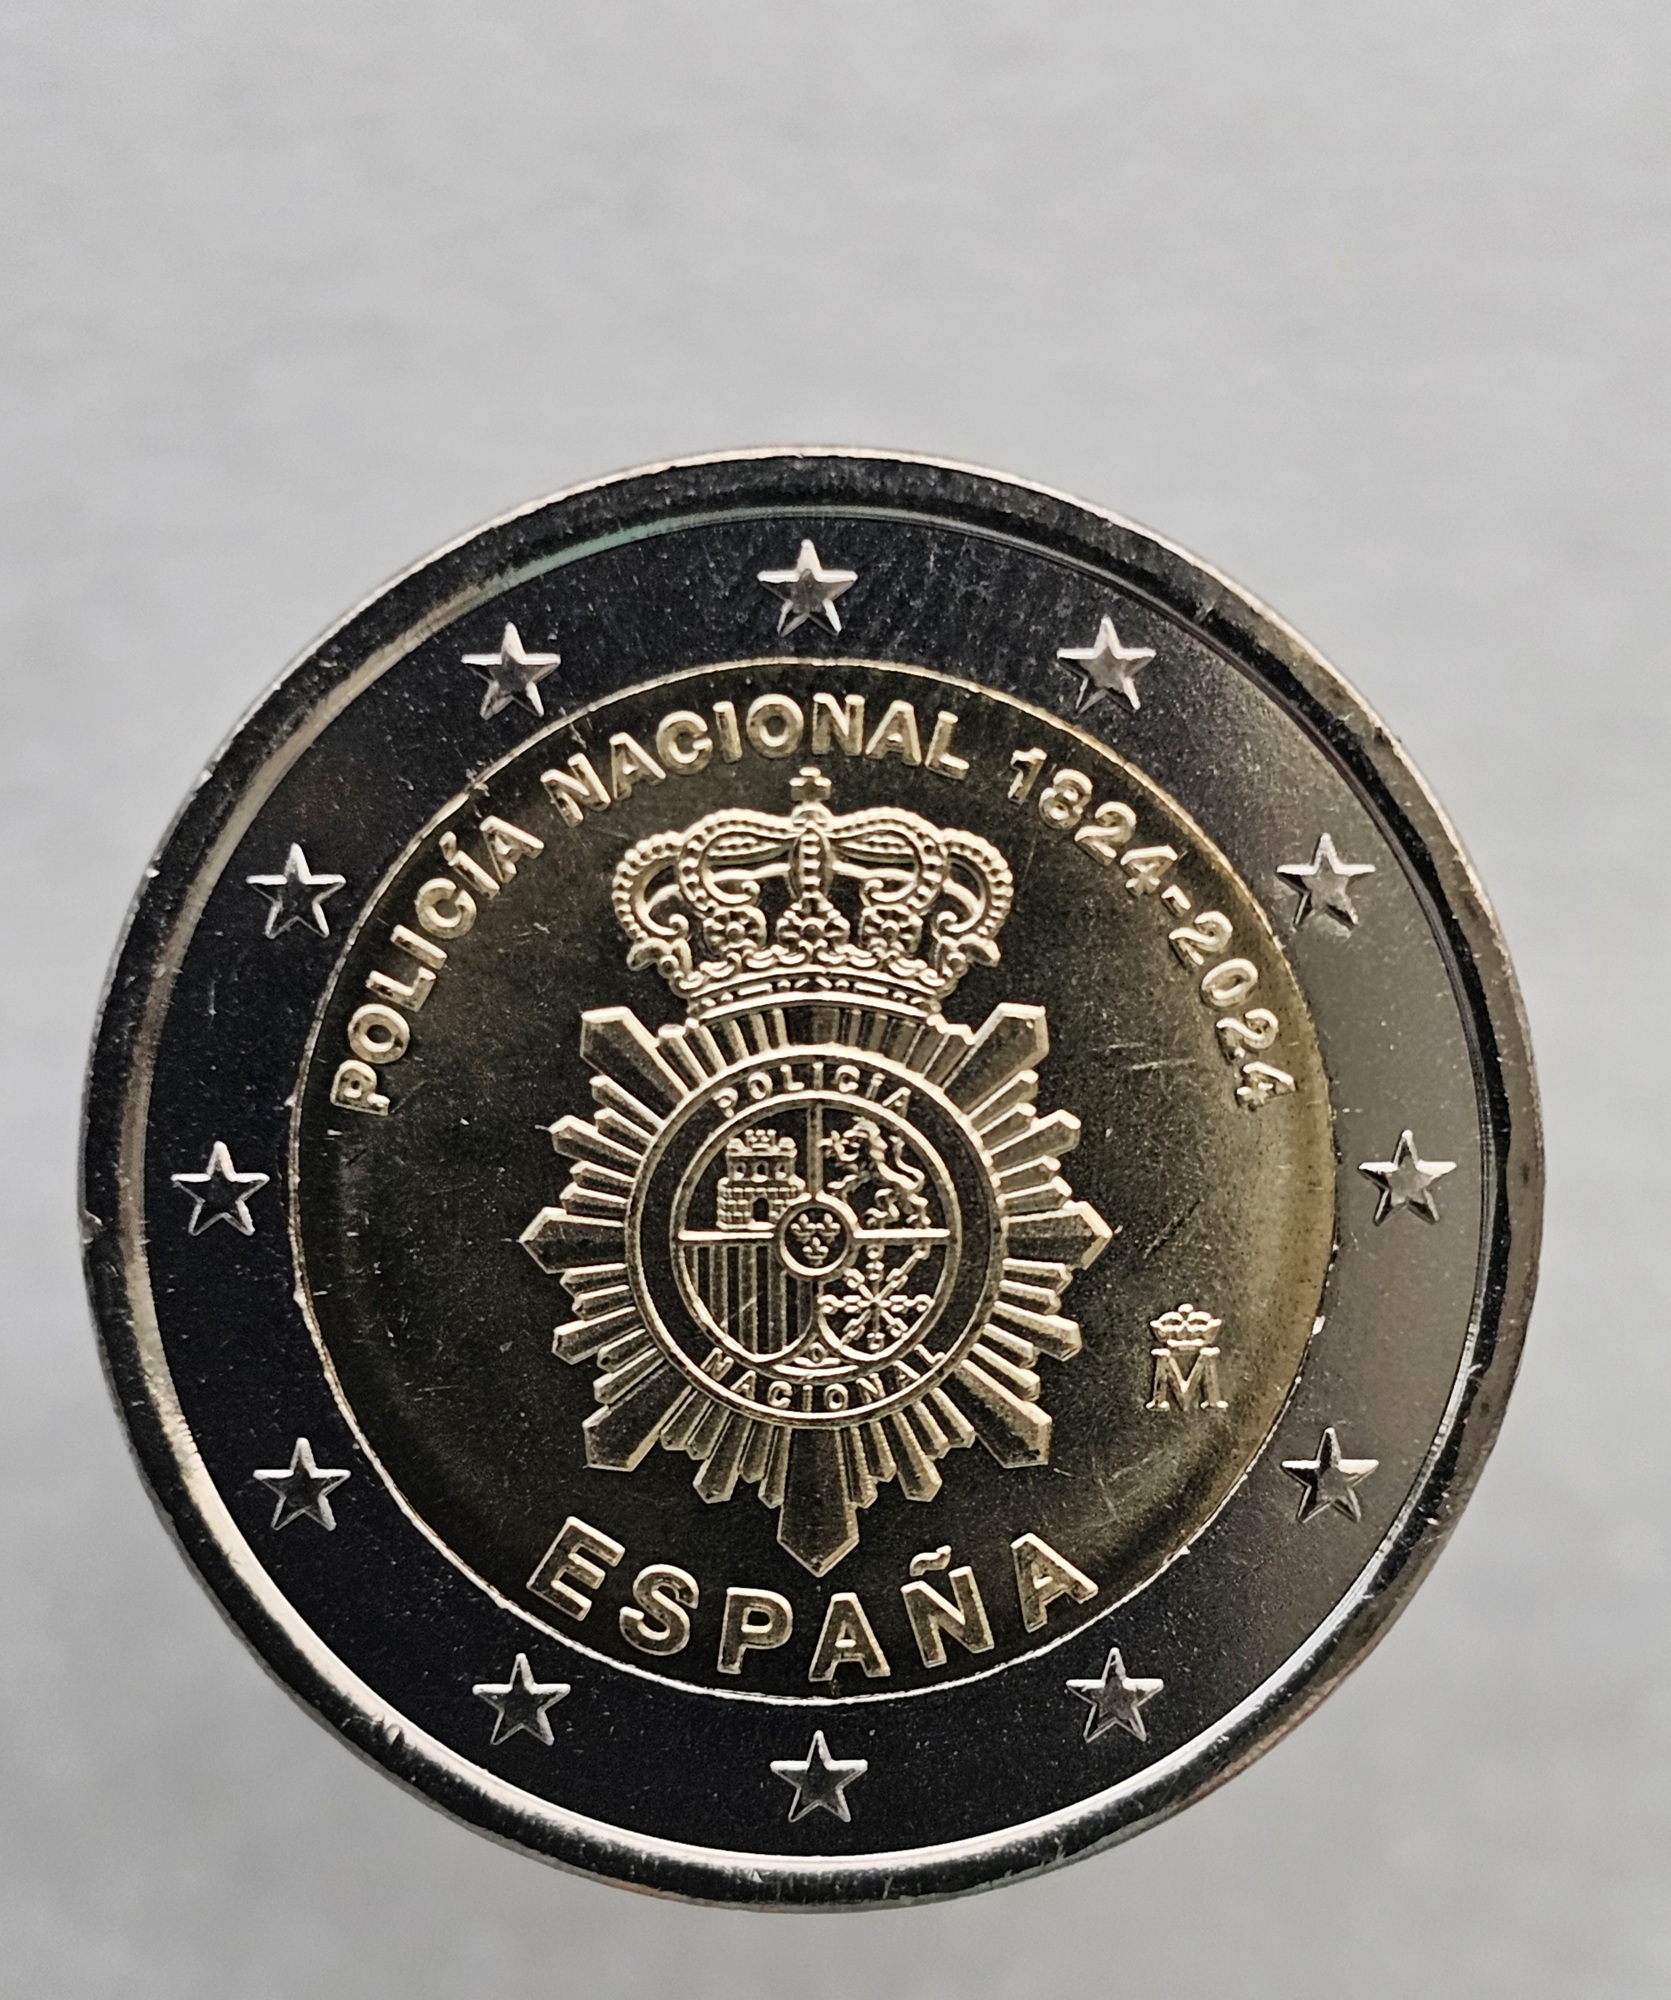 POLICÍA NACIONAL 1824-2024
POLICÍA
NACIONAL
M
ESPAÑA